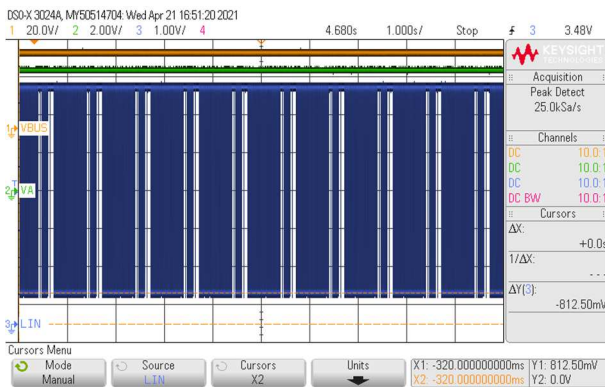 DSO-X 3024A, MY50514704: Wed Apr 21 16:51:20 2021
1 20.0V/ 2 2.00V/ 3 1.00V/ 4 4.680s 1.000s/ Stop 3 3.48V
KEYSIGHT
TECHNOLOGIES
Acquisition
Peak Detect
25.0kSa/s
Channels
DC 10.0:1
DC 10.0:1
DC 10.0:1
DC BW 10.0:1
Cursors
ΔX:
+0.0s
1/ΔX:
---
ΔY(3):
-812.50mV
1 VBUS
2 VA
3 LIN
Cursors Menu
Mode
Manual
Source
LIN
Cursors
X2
Units
X1: -320.000000000ms
X2: -320.000000000ms
Y1: 812.50mV
Y2: 0.0V